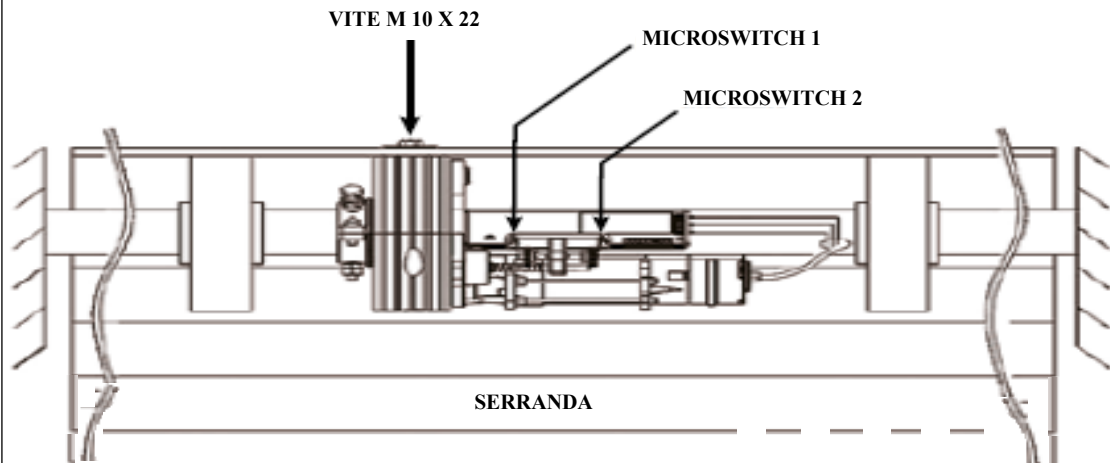 VITE M 10 X 22
MICROSWITCH 1
MICROSWITCH 2
SERRANDA